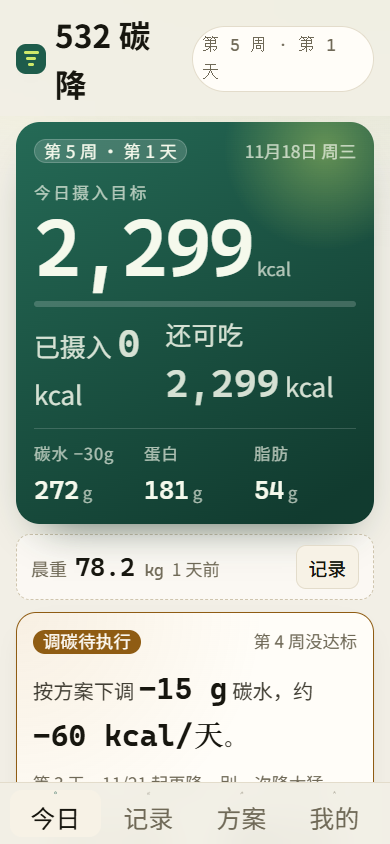 532 碳
降
第 5 周 · 第 1
天
第 5 周 · 第 1 天
11月18日 周三
今日摄入目标
2,299 kcal
已摄入 0
kcal
还可吃
2,299 kcal
碳水 −30g
蛋白
脂肪
272 g
181 g
54 g
晨重 78.2 kg 1 天前
记录
调碳待执行
第 4 周没达标
按方案下调 −15 g 碳水，约
−60 kcal/天。
今日
记录
方案
我的